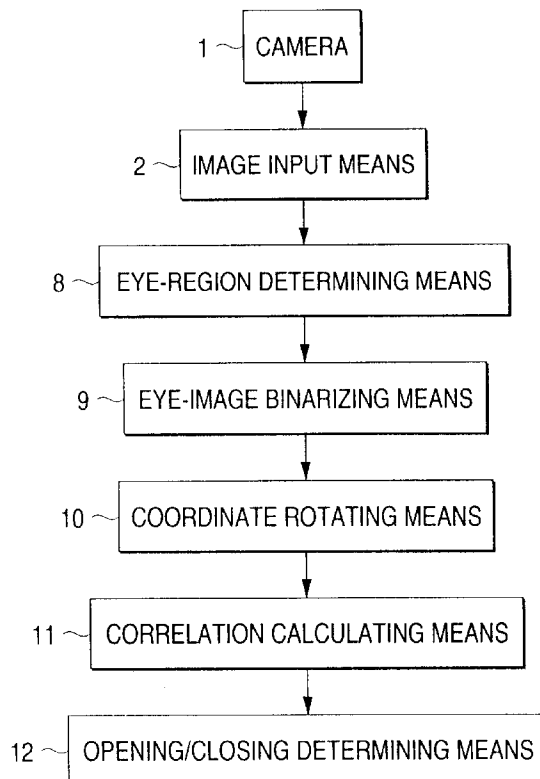 1 CAMERA
2 IMAGE INPUT MEANS
8 EYE-REGION DETERMINING MEANS
9 EYE-IMAGE BINARIZING MEANS
10 COORDINATE ROTATING MEANS
11 CORRELATION CALCULATING MEANS
12 OPENING/CLOSING DETERMINING MEANS